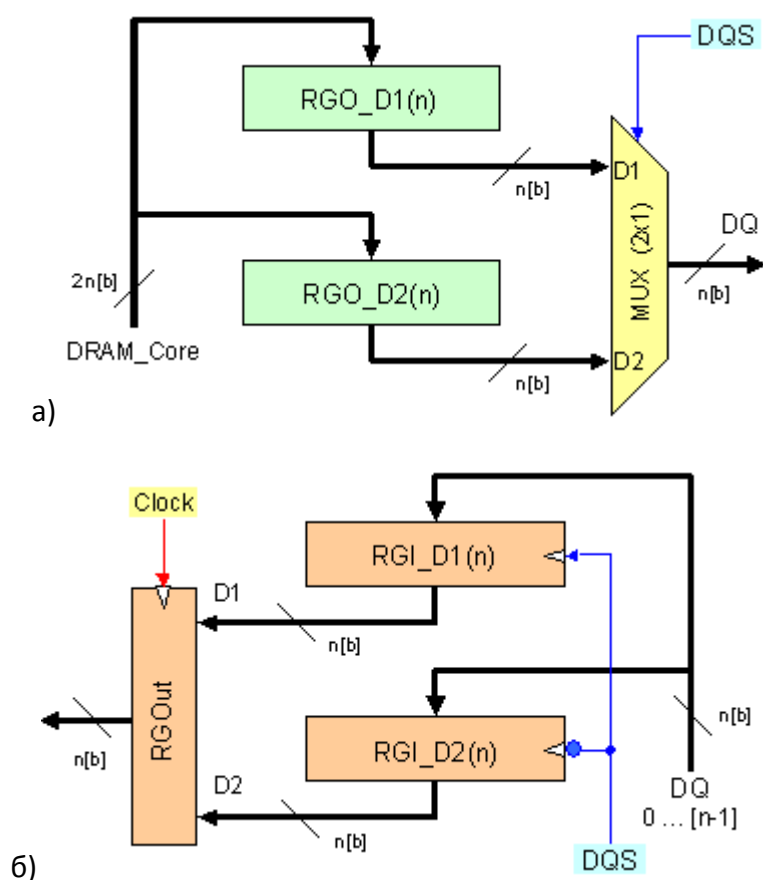 DQS
RGO_D1(n)
D1
n[b]
MUX (2x1)
DQ
n[b]
2n[b]
RGO_D2(n)
DRAM_Core
D2
n[b]
а)
Clock
RGI_D1(n)
D1
n[b]
RGOut
n[b]
n[b]
RGI_D2(n)
D2
n[b]
DQ
0 ... [n-1]
DQS
б)